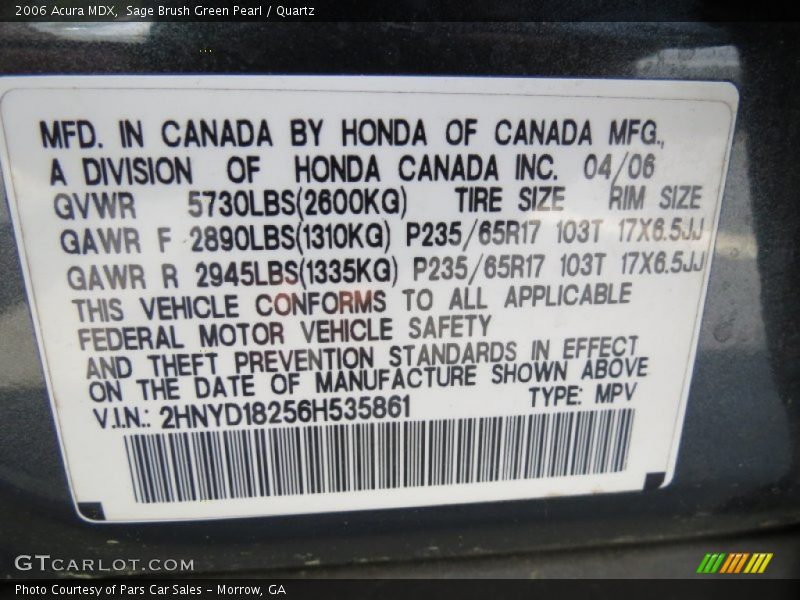 2006 Acura MDX,  Sage Brush Green Pearl / Quartz
MFD. IN CANADA BY HONDA OF CANADA MFG.,
A DIVISION OF HONDA CANADA INC. 04/06
GVWR 5730LBS(2600KG) TIRE SIZE RIM SIZE
GAWR F 2890LBS(1310KG) P235/65R17 103T 17X6.5JJ
GAWR R 2945LBS(1335KG) P235/65R17 103T 17X6.5JJ
THIS VEHICLE CONFORMS TO ALL APPLICABLE
FEDERAL MOTOR VEHICLE SAFETY
AND THEFT PREVENTION STANDARDS IN EFFECT
ON THE DATE OF MANUFACTURE SHOWN ABOVE
V.I.N.: 2HNYD18256H535861 TYPE: MPV
GTCARLOT.COM
Photo Courtesy of Pars Car Sales - Morrow, GA